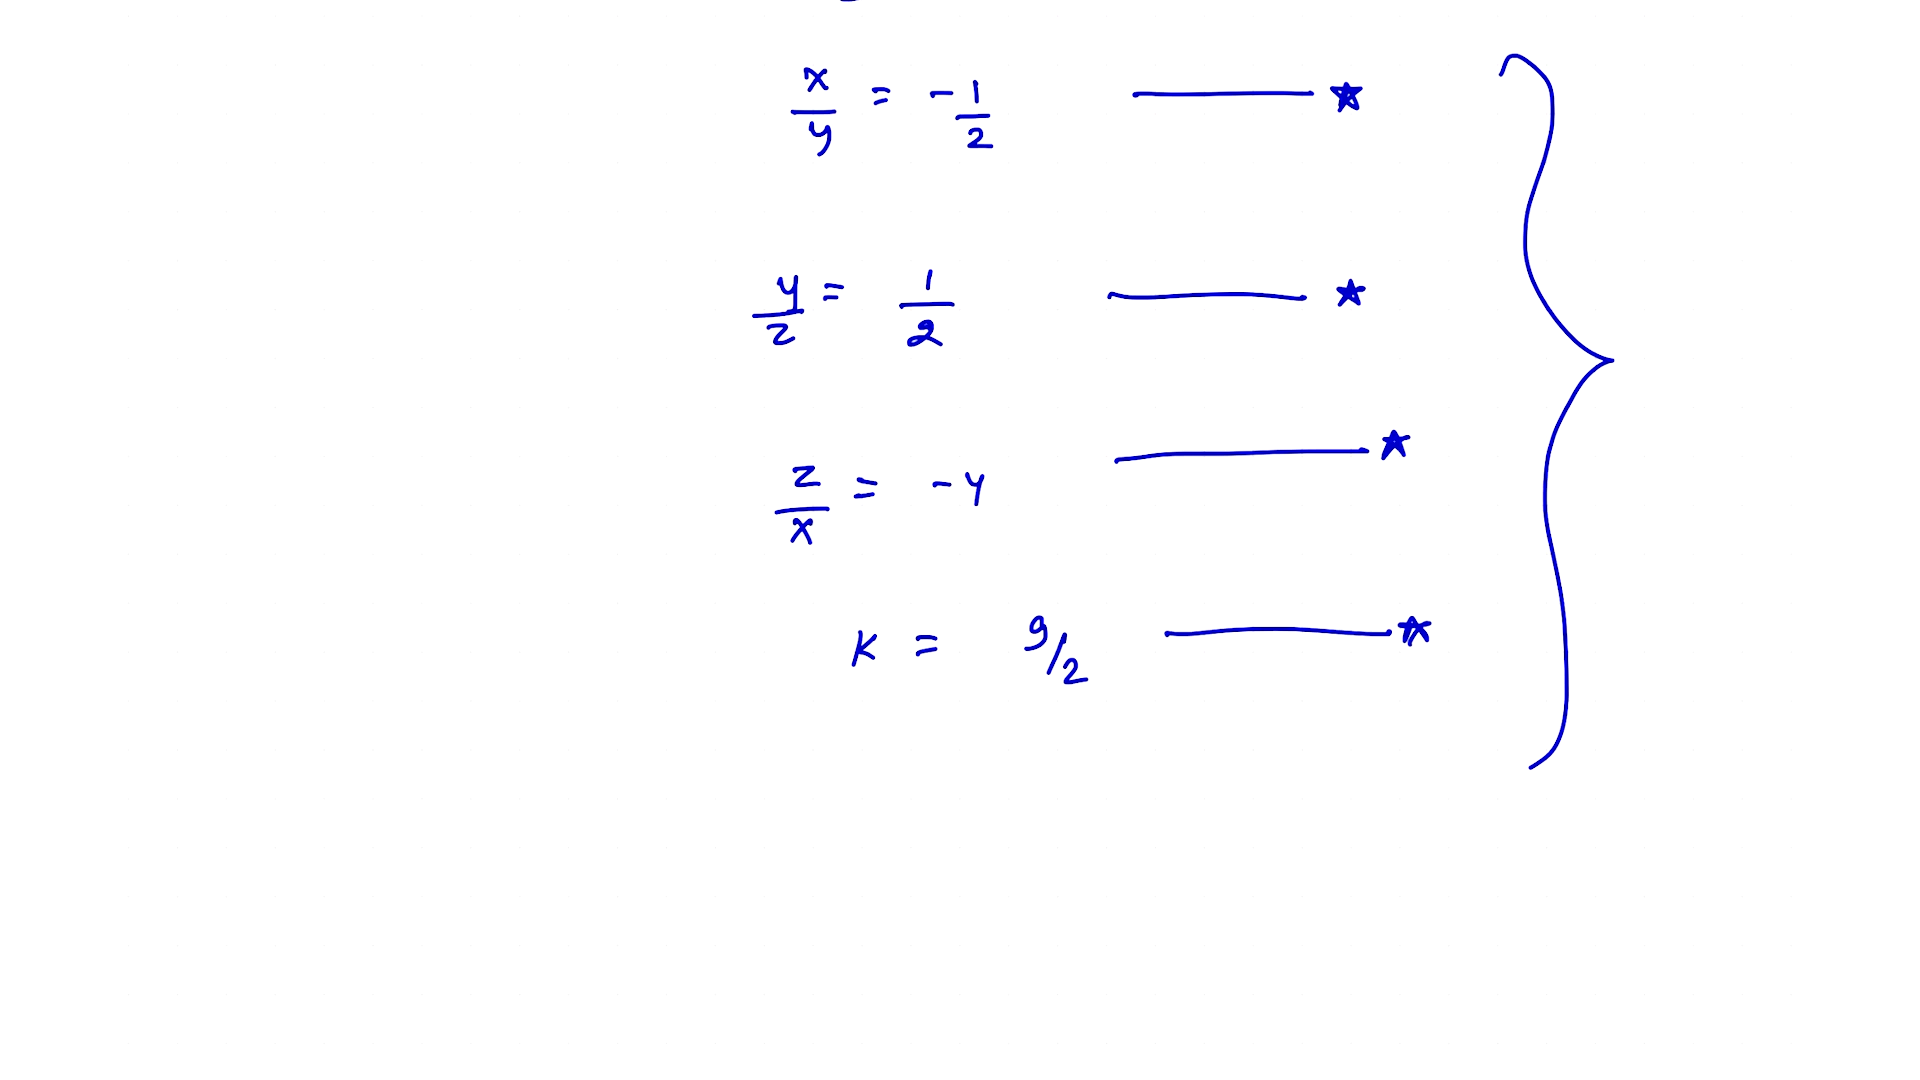 x/y = -1/2 ——— ★
y/z = 1/2 ——— ★
z/x = -4 ——— ★
K = 9/2 ——— ★